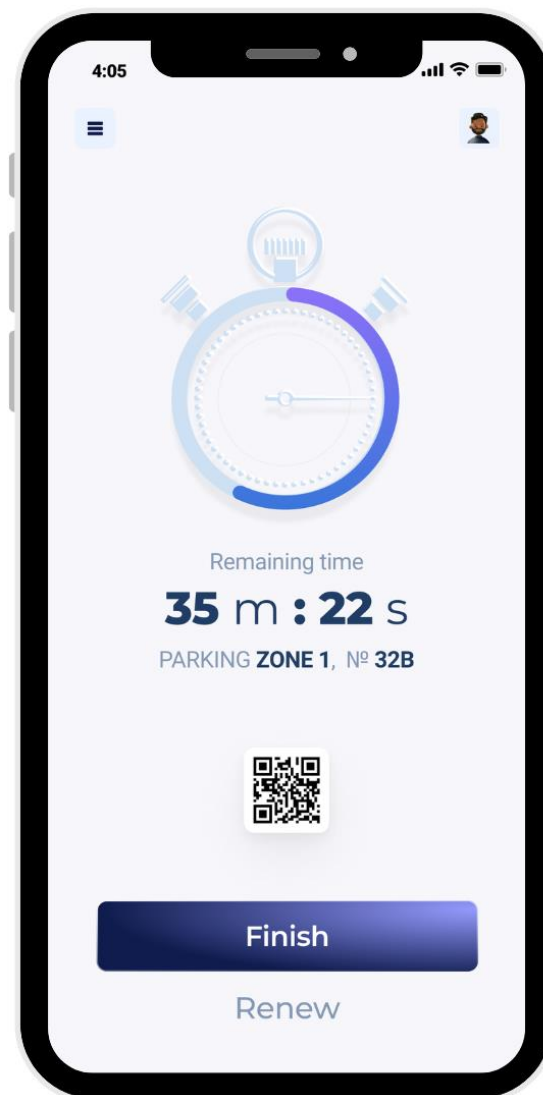 4:05
Remaining time
35 m : 22 s
PARKING ZONE 1, № 32B
Finish
Renew